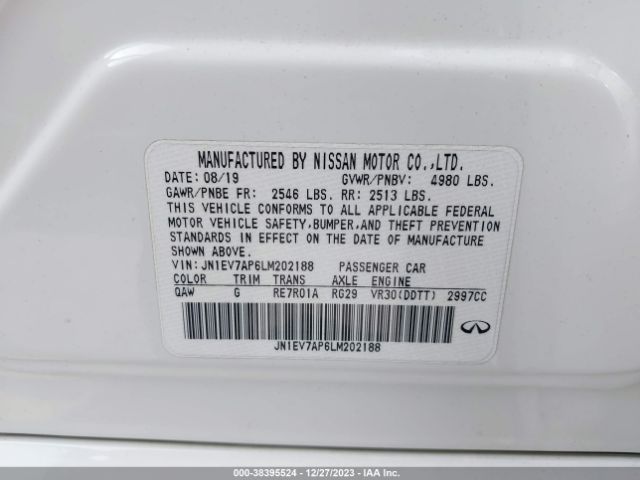 MANUFACTURED BY NISSAN MOTOR CO.,LTD.
DATE: 08/19 GVWR/PNBV: 4980 LBS.
GAWR/PNBE FR: 2546 LBS. RR: 2513 LBS.
THIS VEHICLE CONFORMS TO ALL APPLICABLE FEDERAL
MOTOR VEHICLE SAFETY,BUMPER,AND THEFT PREVENTION
STANDARDS IN EFFECT ON THE DATE OF MANUFACTURE
SHOWN ABOVE.
VIN: JN1EV7AP6LM202188 PASSENGER CAR
COLOR TRIM TRANS AXLE ENGINE
QAW G RE7R01A RG29 VR30(DDTT) 2997CC
JN1EV7AP6LM202188
000-38395524 - 12/27/2023 - IAAI.COM